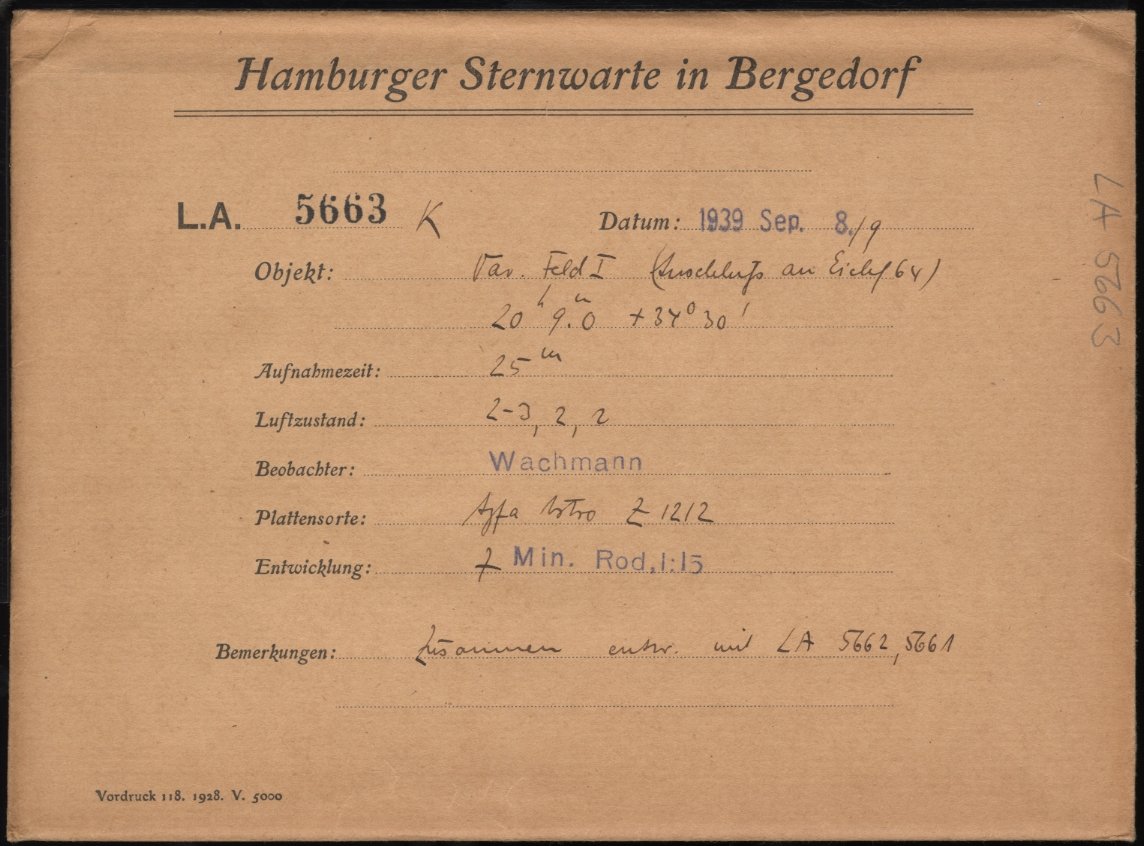 Hamburger Sternwarte in Bergedorf
L.A. 5663 K Datum: 1939 Sep. 8./9
Objekt: Var. Feld I (Anschluss an Eichf 64)
20h 9.m0 +34° 30'
Aufnahmezeit: 25m
Luftzustand: 2-3, 2, 2
Beobachter: Wachmann
Plattensorte: Agfa Astro Z 1212
Entwicklung: 7 Min. Rod. 1:15
Bemerkungen: Zusammen entw. mit LA 5662, 5661
Vordruck 118. 1928. V. 5000
LA 5663